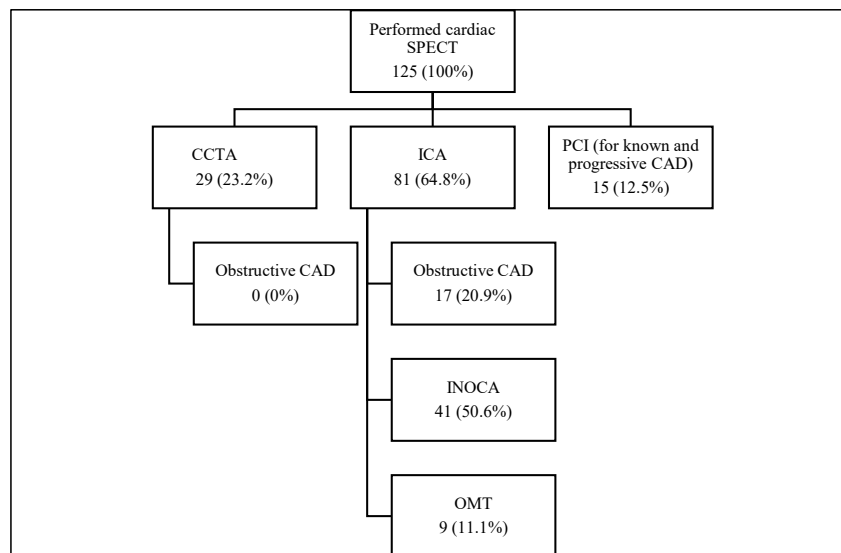 Performed cardiac
SPECT
125 (100%)
CCTA
29 (23.2%)
ICA
81 (64.8%)
PCI (for known and
progressive CAD)
15 (12.5%)
Obstructive CAD
0 (0%)
Obstructive CAD
17 (20.9%)
INOCA
41 (50.6%)
OMT
9 (11.1%)